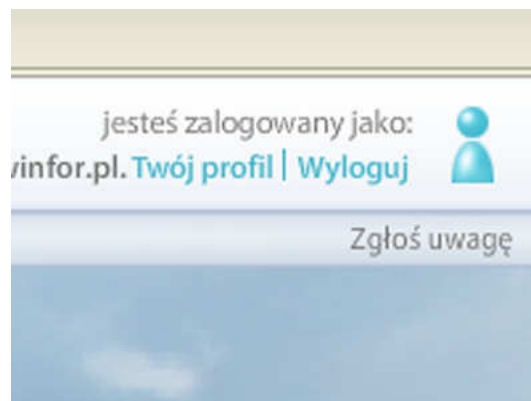 jesteś zalogowany jako:
vinfor.pl. Twój profil | Wyloguj
Zgłoś uwagę